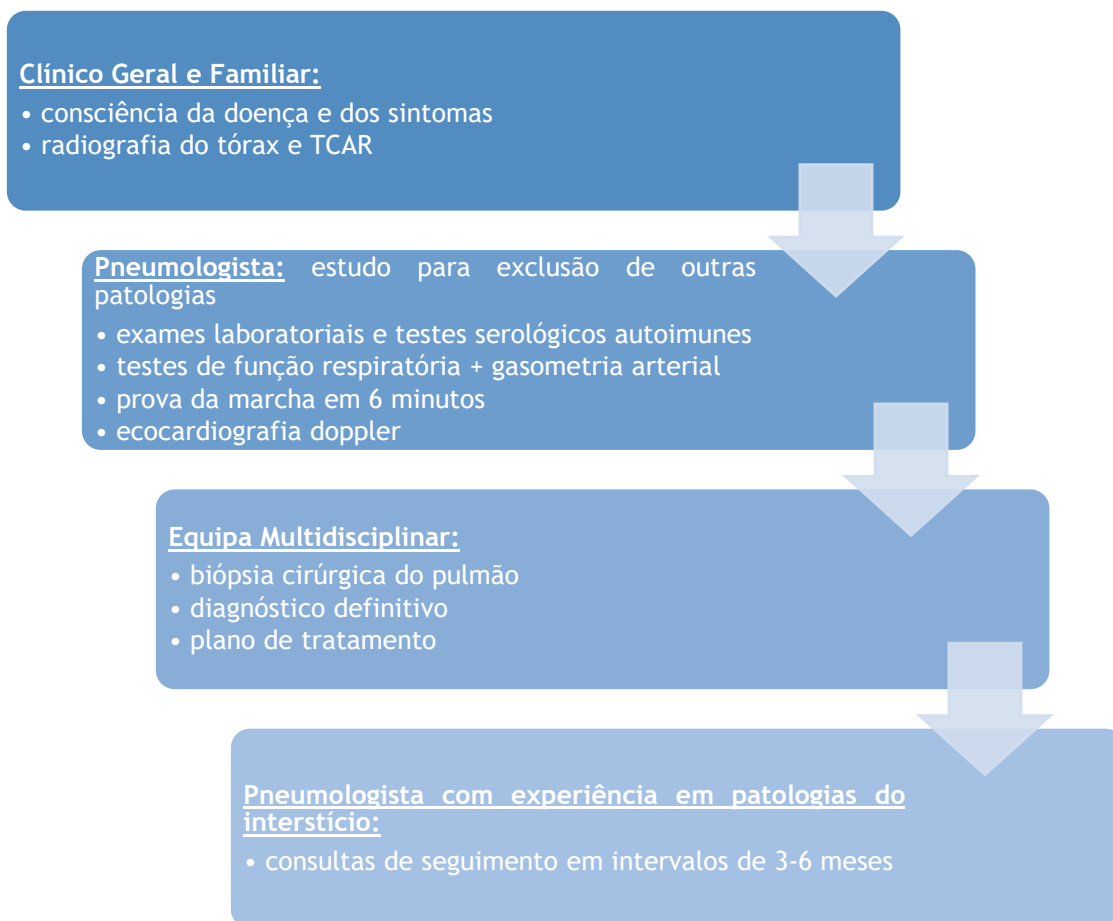 Clínico Geral e Familiar:
• consciência da doença e dos sintomas
• radiografia do tórax e TCAR
Pneumologista: estudo para exclusão de outras
patologias
• exames laboratoriais e testes serológicos autoimunes
• testes de função respiratória + gasometria arterial
• prova da marcha em 6 minutos
• ecocardiografia doppler
Equipa Multidisciplinar:
• biópsia cirúrgica do pulmão
• diagnóstico definitivo
• plano de tratamento
Pneumologista com experiência em patologias do
interstício:
• consultas de seguimento em intervalos de 3-6 meses